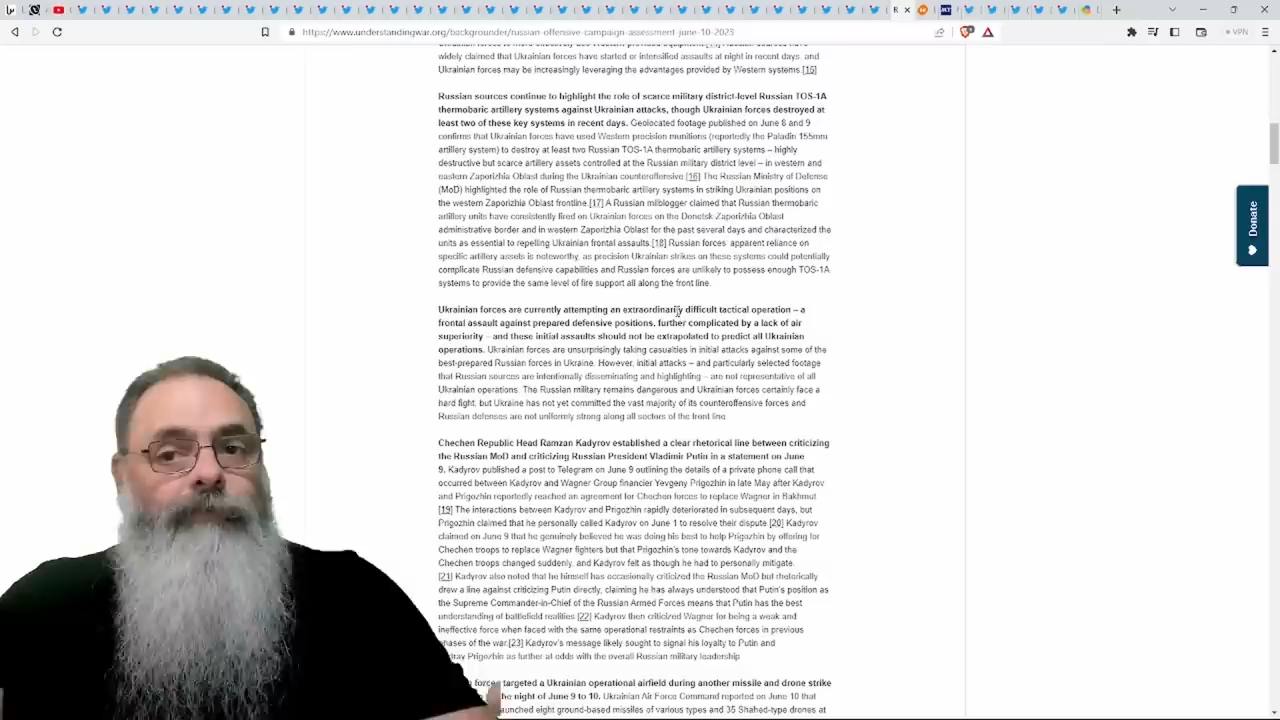 https://www.understandingwar.org/backgrounder/russian-offensive-campaign-assessment-june-10-2023
VPN
widely claimed that Ukrainian forces have started or intensified assaults at night in recent days, and
Ukrainian forces may be increasingly leveraging the advantages provided by Western systems.[15]
Russian sources continue to highlight the role of scarce military district-level Russian TOS-1A
thermobaric artillery systems against Ukrainian attacks, though Ukrainian forces destroyed at
least two of these key systems in recent days. Geolocated footage published on June 8 and 9
confirms that Ukrainian forces have used Western precision munitions (reportedly the Paladin 155mm
artillery system) to destroy at least two Russian TOS-1A thermobaric artillery systems – highly
destructive but scarce artillery assets controlled at the Russian military district level – in western and
eastern Zaporizhia Oblast during the Ukrainian counteroffensive.[16] The Russian Ministry of Defense
(MoD) highlighted the role of Russian thermobaric artillery systems in striking Ukrainian positions on
the western Zaporizhia Oblast frontline.[17] A Russian milblogger claimed that Russian thermobaric
artillery units have consistently fired on Ukrainian forces on the Donetsk-Zaporizhia Oblast
administrative border and in western Zaporizhia Oblast for the past several days and characterized the
units as essential to repelling Ukrainian frontal assaults.[18] Russian forces' apparent reliance on
specific artillery assets is noteworthy, as precision Ukrainian strikes on these systems could potentially
complicate Russian defensive capabilities and Russian forces are unlikely to possess enough TOS-1A
systems to provide the same level of fire support all along the front line.
Ukrainian forces are currently attempting an extraordinarily difficult tactical operation – a
frontal assault against prepared defensive positions, further complicated by a lack of air
superiority – and these initial assaults should not be extrapolated to predict all Ukrainian
operations. Ukrainian forces are unsurprisingly taking casualties in initial attacks against some of the
best-prepared Russian forces in Ukraine. However, initial attacks – and particularly selected footage
that Russian sources are intentionally disseminating and highlighting – are not representative of all
Ukrainian operations. The Russian military remains dangerous and Ukrainian forces certainly face a
hard fight, but Ukraine has not yet committed the vast majority of its counteroffensive forces and
Russian defenses are not uniformly strong along all sectors of the front line.
Chechen Republic Head Ramzan Kadyrov established a clear rhetorical line between criticizing
the Russian MoD and criticizing Russian President Vladimir Putin in a statement on June
9. Kadyrov published a post to Telegram on June 9 outlining the details of a private phone call that
occurred between Kadyrov and Wagner Group financier Yevgeny Prigozhin in late May after Kadyrov
and Prigozhin reportedly reached an agreement for Chechen forces to replace Wagner in Bakhmut.
[19] The interactions between Kadyrov and Prigozhin rapidly deteriorated in subsequent days, but
Prigozhin claimed that he personally called Kadyrov on June 1 to resolve their dispute.[20] Kadyrov
claimed on June 9 that he genuinely believed he was doing his best to help Prigozhin by offering for
Chechen troops to replace Wagner fighters but that Prigozhin's tone towards Kadyrov and the
Chechen troops changed suddenly, and Kadyrov felt as though he had to personally mitigate.
[21] Kadyrov also noted that he himself has occasionally criticized the Russian MoD but rhetorically
drew a line against criticizing Putin directly, claiming he has always understood that Putin's position as
the Supreme Commander-in-Chief of the Russian Armed Forces means that Putin has the best
understanding of battlefield realities.[22] Kadyrov then criticized Wagner for being a weak and
ineffective force when faced with the same operational restraints as Chechen forces in previous
phases of the war.[23] Kadyrov's message likely sought to signal his loyalty to Putin and
Prigozhin as further at odds with the overall Russian military leadership.
forces targeted a Ukrainian operational airfield during another missile and drone strike
the night of June 9 to 10. Ukrainian Air Force Command reported on June 10 that
eight ground-based missiles of various types and 35 Shahed-type drones at
Donate